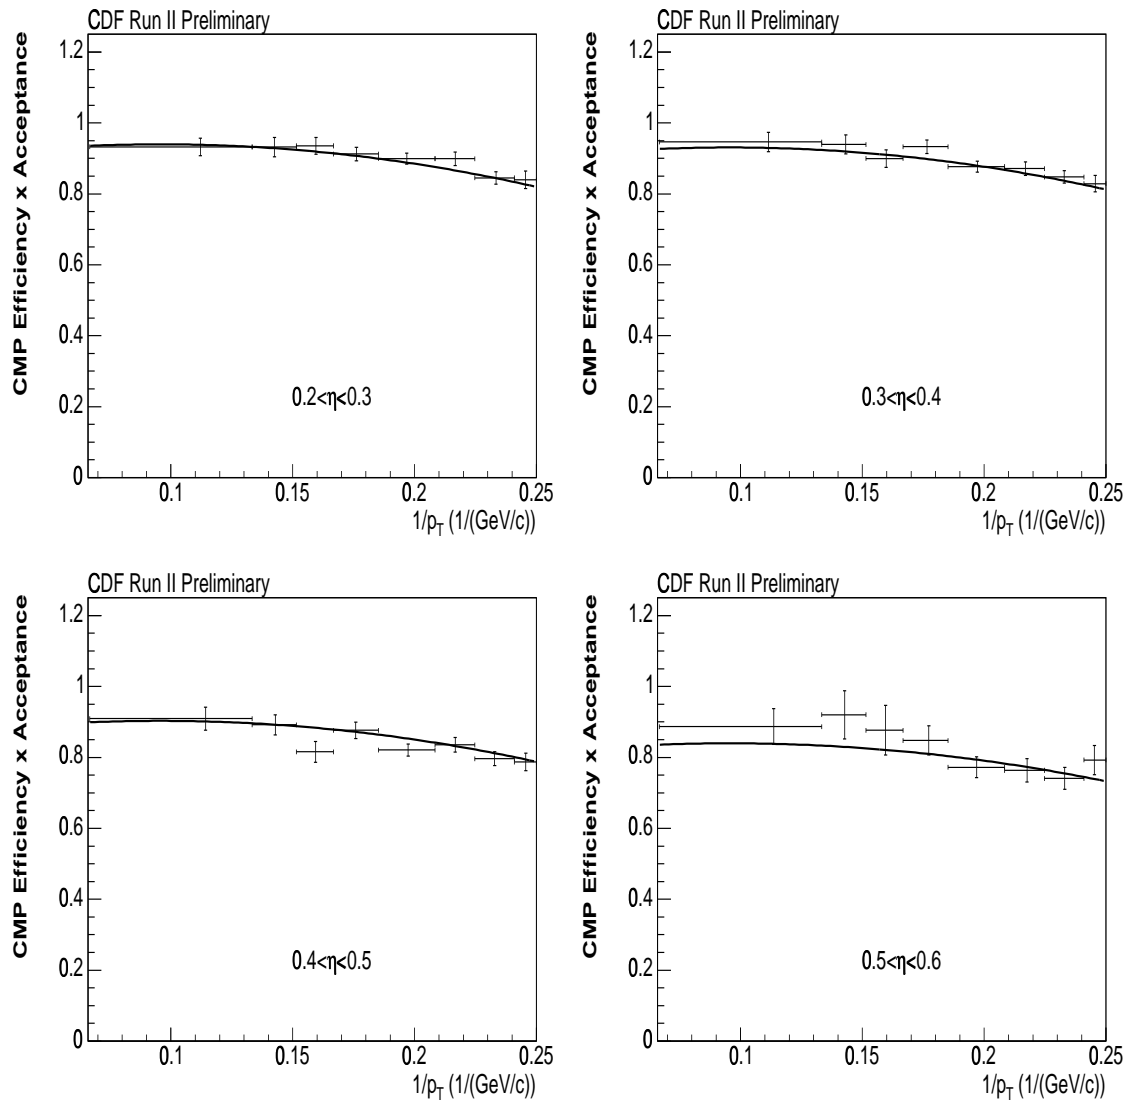 CDF Run II Preliminary
CMP Efficiency x Acceptance
1.2
1
0.8
0.6
0.4
0.2
0
0.2<η<0.3
0.1 0.15 0.2 0.25
1/pT (1/(GeV/c))
CDF Run II Preliminary
CMP Efficiency x Acceptance
1.2
1
0.8
0.6
0.4
0.2
0
0.3<η<0.4
0.1 0.15 0.2 0.25
1/pT (1/(GeV/c))
CDF Run II Preliminary
CMP Efficiency x Acceptance
1.2
1
0.8
0.6
0.4
0.2
0
0.4<η<0.5
0.1 0.15 0.2 0.25
1/pT (1/(GeV/c))
CDF Run II Preliminary
CMP Efficiency x Acceptance
1.2
1
0.8
0.6
0.4
0.2
0
0.5<η<0.6
0.1 0.15 0.2 0.25
1/pT (1/(GeV/c))